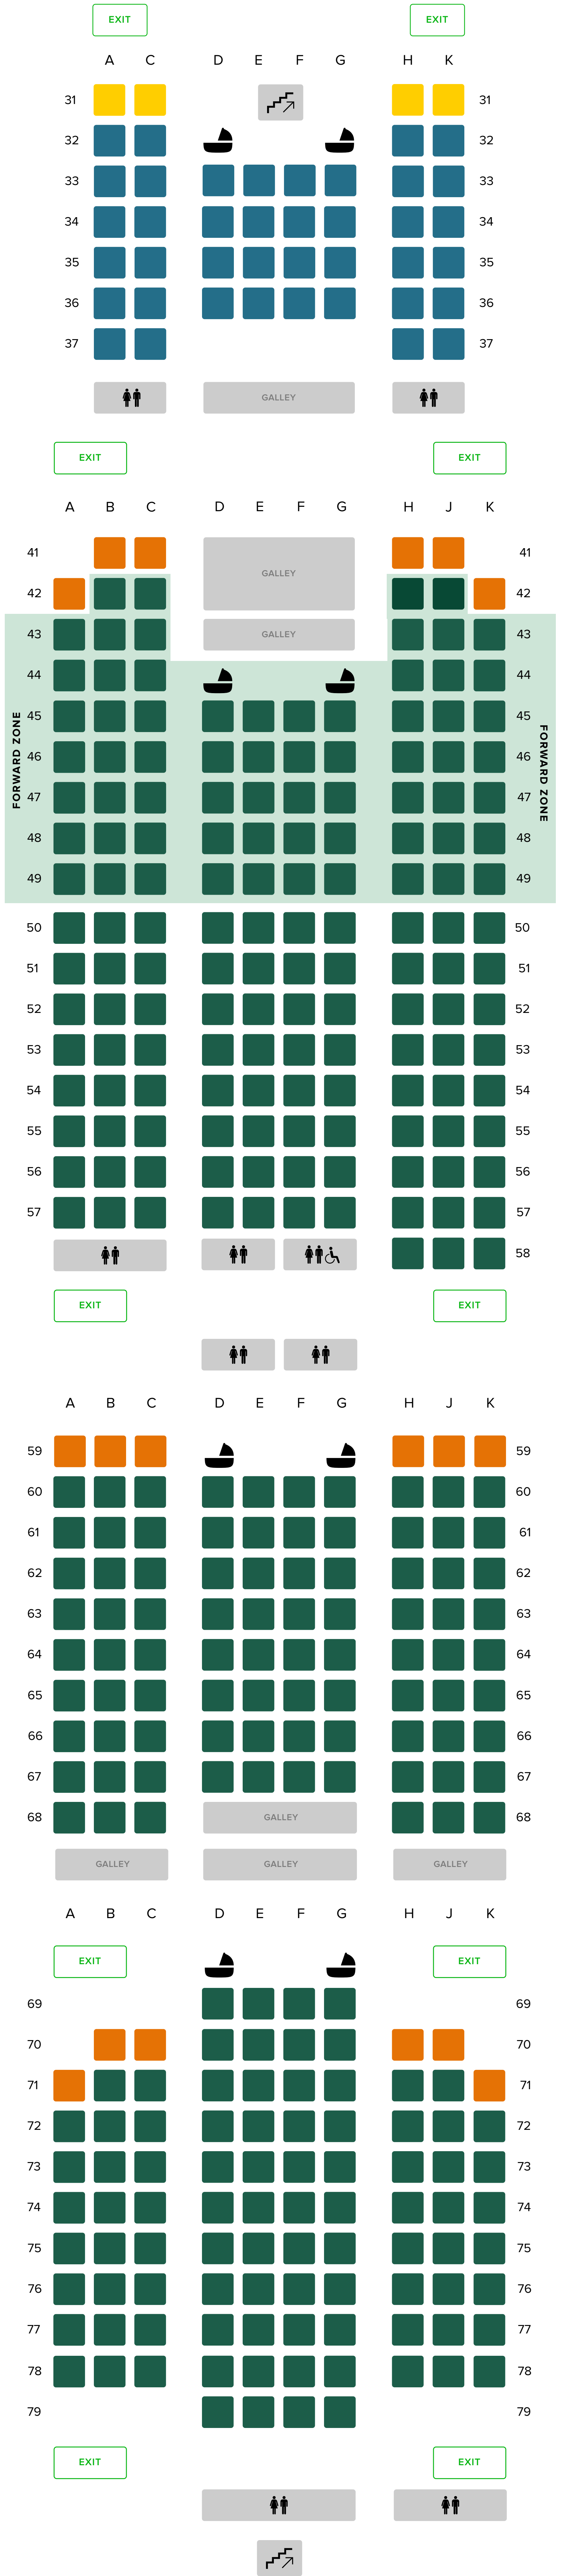 EXIT EXIT
A C D E F G H K
31 31
32 32
33 33
34 34
35 35
36 36
37 37
GALLEY
EXIT EXIT
A B C D E F G H J K
41 41
GALLEY
42 42
43 GALLEY 43
44 44
45 45
FORWARD ZONE
FORWARD ZONE
46 46
47 47
48 48
49 49
50 50
51 51
52 52
53 53
54 54
55 55
56 56
57 57
58
EXIT EXIT
A B C D E F G H J K
59 59
60 60
61 61
62 62
63 63
64 64
65 65
66 66
67 67
68 GALLEY 68
GALLEY GALLEY GALLEY
A B C D E F G H J K
EXIT EXIT
69 69
70 70
71 71
72 72
73 73
74 74
75 75
76 76
77 77
78 78
79 79
EXIT EXIT